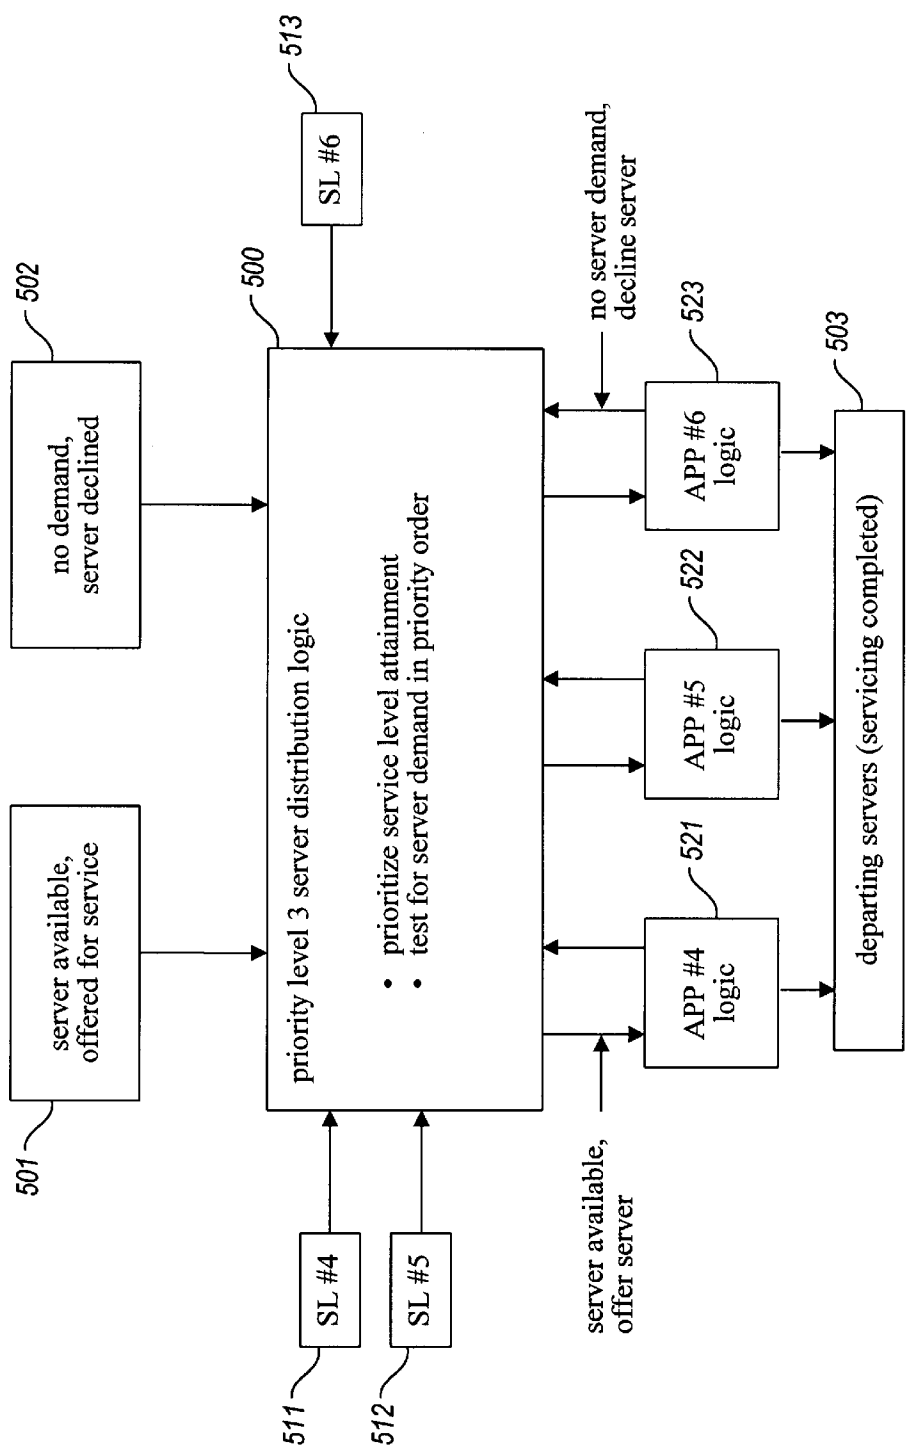 501
server available,
offered for service
502
no demand,
server declined
500
priority level 3 server distribution logic
• prioritize service level attainment
• test for server demand in priority order
511
SL #4
512
SL #5
513
SL #6
server available,
offer server
no server demand,
decline server
521
APP #4
logic
522
APP #5
logic
523
APP #6
logic
503
departing servers (servicing completed)